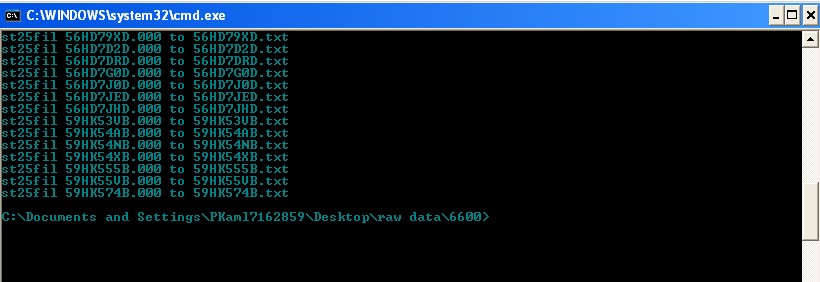 C:\WINDOWS\system32\cmd.exe
st25fil 56HD79XD.000 to 56HD79XD.txt
st25fil 56HD7D2D.000 to 56HD7D2D.txt
st25fil 56HD7DRD.000 to 56HD7DRD.txt
st25fil 56HD7G0D.000 to 56HD7G0D.txt
st25fil 56HD7J0D.000 to 56HD7J0D.txt
st25fil 56HD7JED.000 to 56HD7JED.txt
st25fil 56HD7JHD.000 to 56HD7JHD.txt
st25fil 59HK53VB.000 to 59HK53VB.txt
st25fil 59HK54AB.000 to 59HK54AB.txt
st25fil 59HK54NB.000 to 59HK54NB.txt
st25fil 59HK54XB.000 to 59HK54XB.txt
st25fil 59HK555B.000 to 59HK555B.txt
st25fil 59HK55VB.000 to 59HK55VB.txt
st25fil 59HK574B.000 to 59HK574B.txt
C:\Documents and Settings\PKaml7162859\Desktop\raw data\6600>